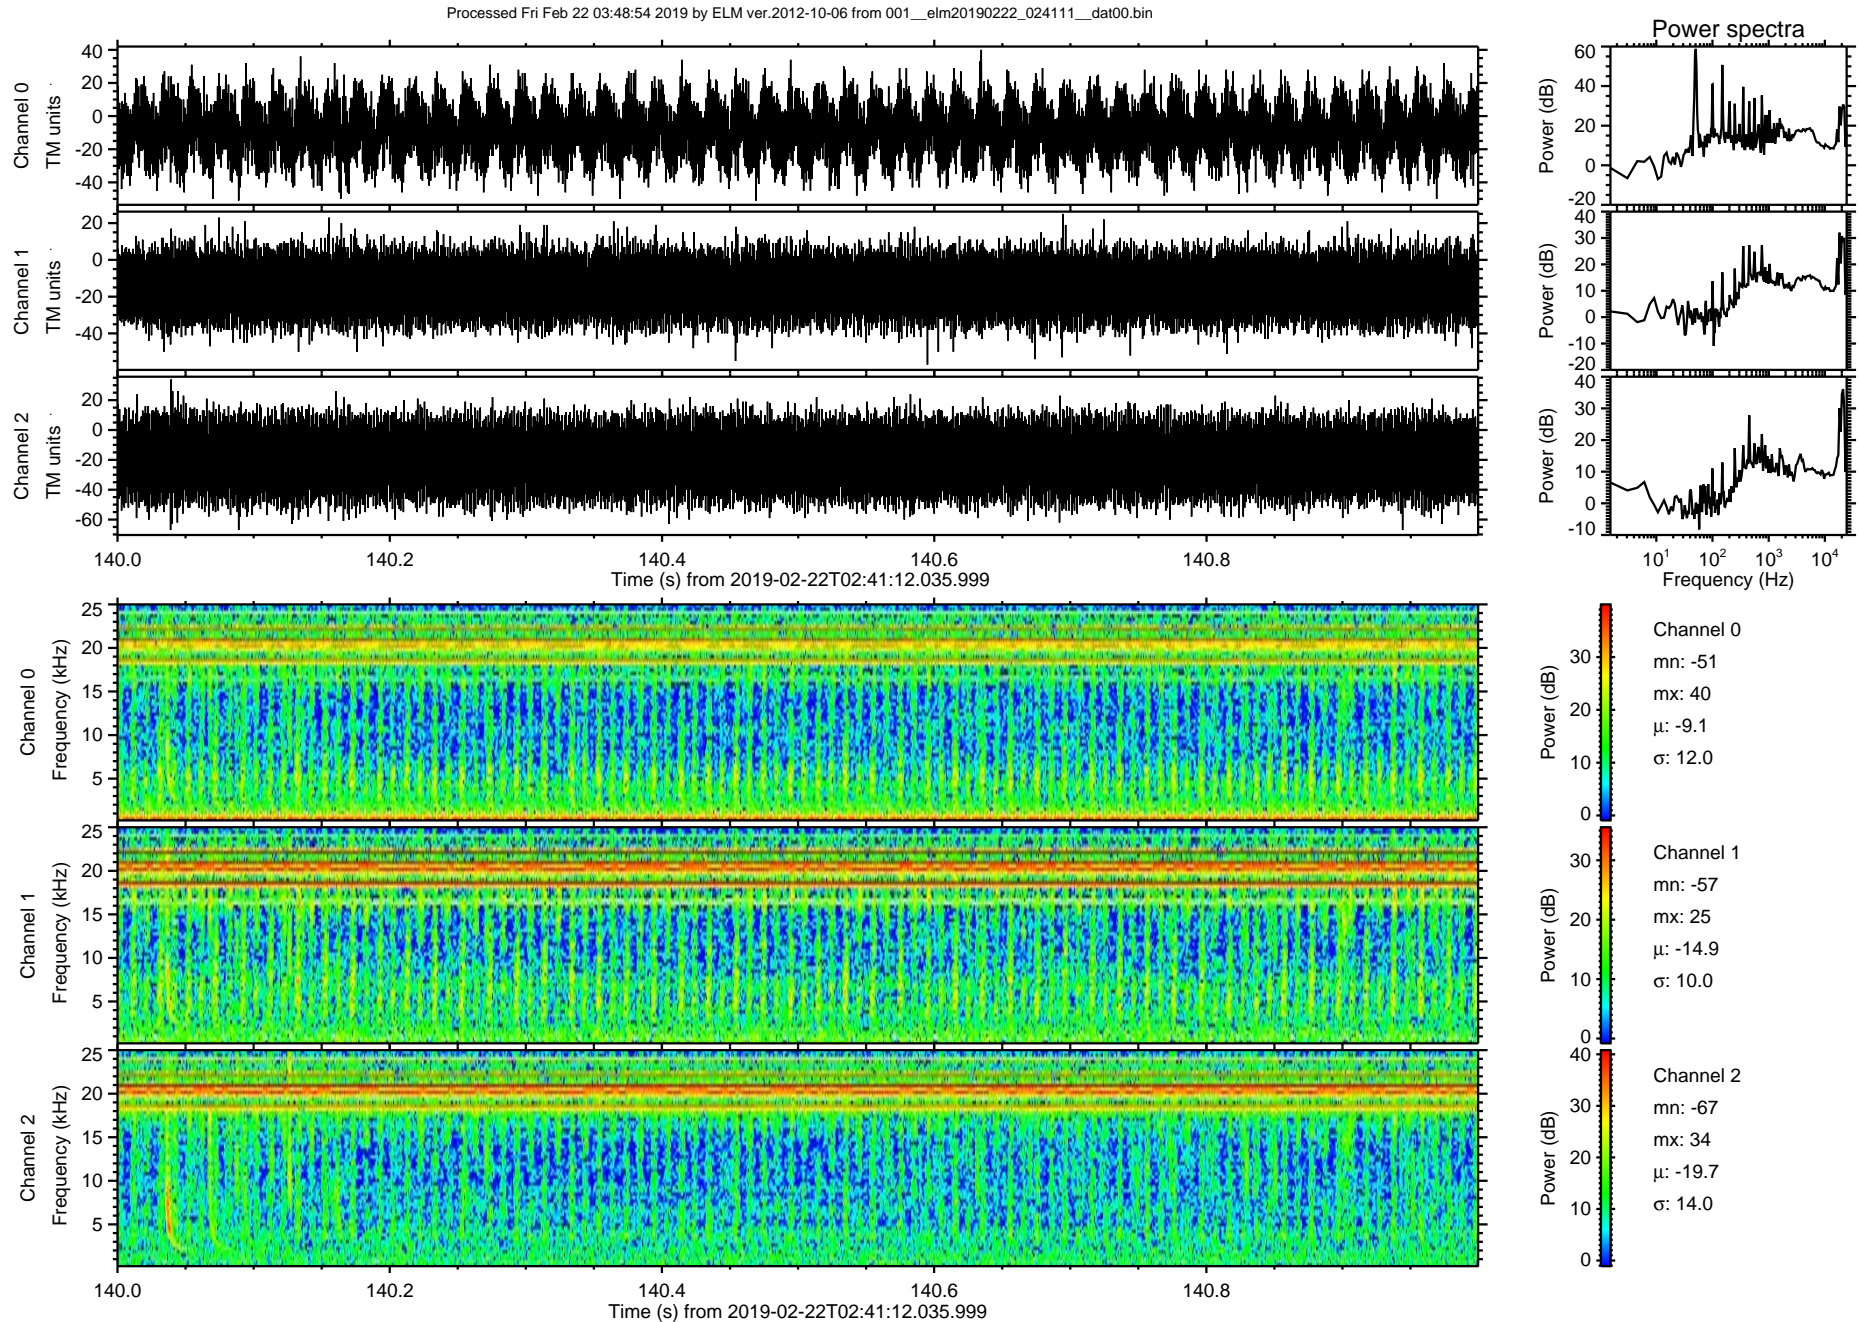 Processed Fri Feb 22 03:48:54 2019 by ELM ver.2012-10-06 from 001__elm20190222_024111__dat00.bin
Power spectra
Channel 0
TM units
40
20
0
-20
-40
Power (dB)
60
40
20
0
-20
Channel 1
TM units
20
0
-20
-40
Power (dB)
40
30
20
10
0
-10
-20
Channel 2
TM units
20
0
-20
-40
-60
Power (dB)
40
30
20
10
0
-10
140.0 140.2 140.4 140.6 140.8
Time (s) from 2019-02-22T02:41:12.035.999
10¹ 10² 10³ 10⁴
Frequency (Hz)
Channel 0
Frequency (kHz)
25
20
15
10
5
Power (dB)
30
20
10
0
Channel 0
mn: -51
mx: 40
μ: -9.1
σ: 12.0
Channel 1
Frequency (kHz)
25
20
15
10
5
Power (dB)
30
20
10
0
Channel 1
mn: -57
mx: 25
μ: -14.9
σ: 10.0
Channel 2
Frequency (kHz)
25
20
15
10
5
Power (dB)
40
30
20
10
0
Channel 2
mn: -67
mx: 34
μ: -19.7
σ: 14.0
140.0 140.2 140.4 140.6 140.8
Time (s) from 2019-02-22T02:41:12.035.999